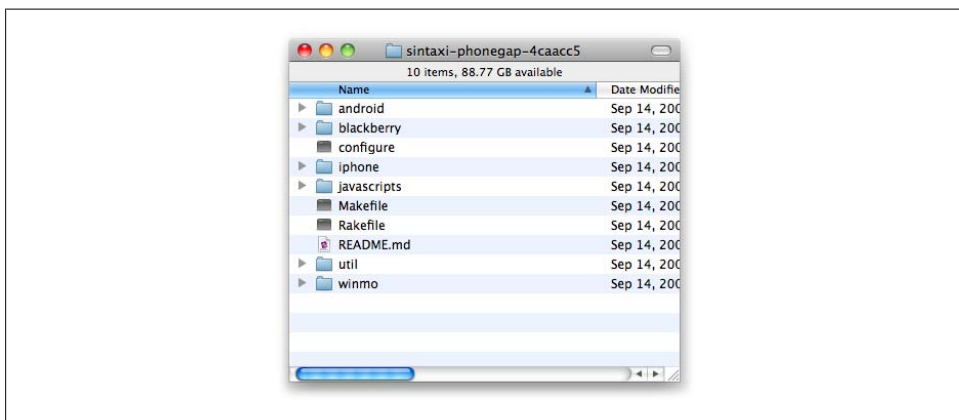 sintaxi-phonegap-4caacc5
10 items, 88.77 GB available
Name Date Modifie
android Sep 14, 200
blackberry Sep 14, 200
configure Sep 14, 200
iphone Sep 14, 200
javascripts Sep 14, 200
Makefile Sep 14, 200
Rakefile Sep 14, 200
README.md Sep 14, 200
util Sep 14, 200
winmo Sep 14, 200